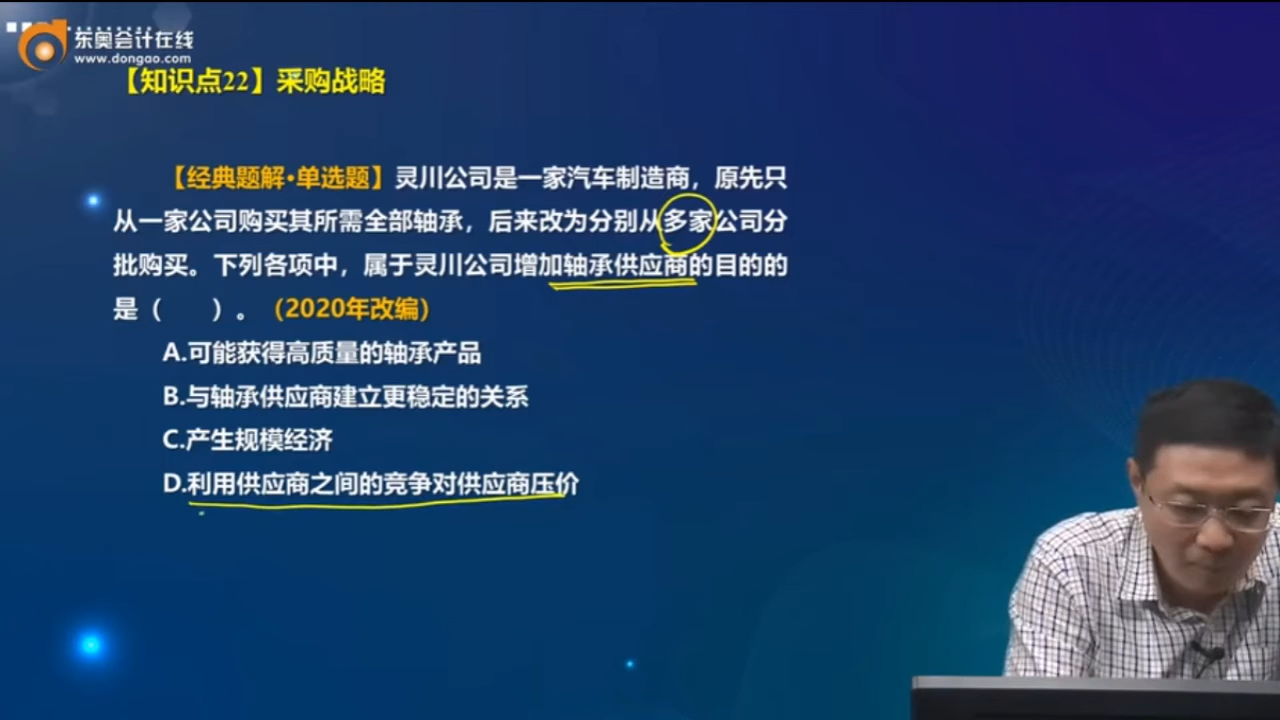 东奥会计在线
www.dongao.com
【知识点22】采购战略
【经典题解·单选题】灵川公司是一家汽车制造商，原先只
从一家公司购买其所需全部轴承，后来改为分别从多家公司分
批购买。下列各项中，属于灵川公司增加轴承供应商的目的的
是（　　）。（2020年改编）
A.可能获得高质量的轴承产品
B.与轴承供应商建立更稳定的关系
C.产生规模经济
D.利用供应商之间的竞争对供应商压价